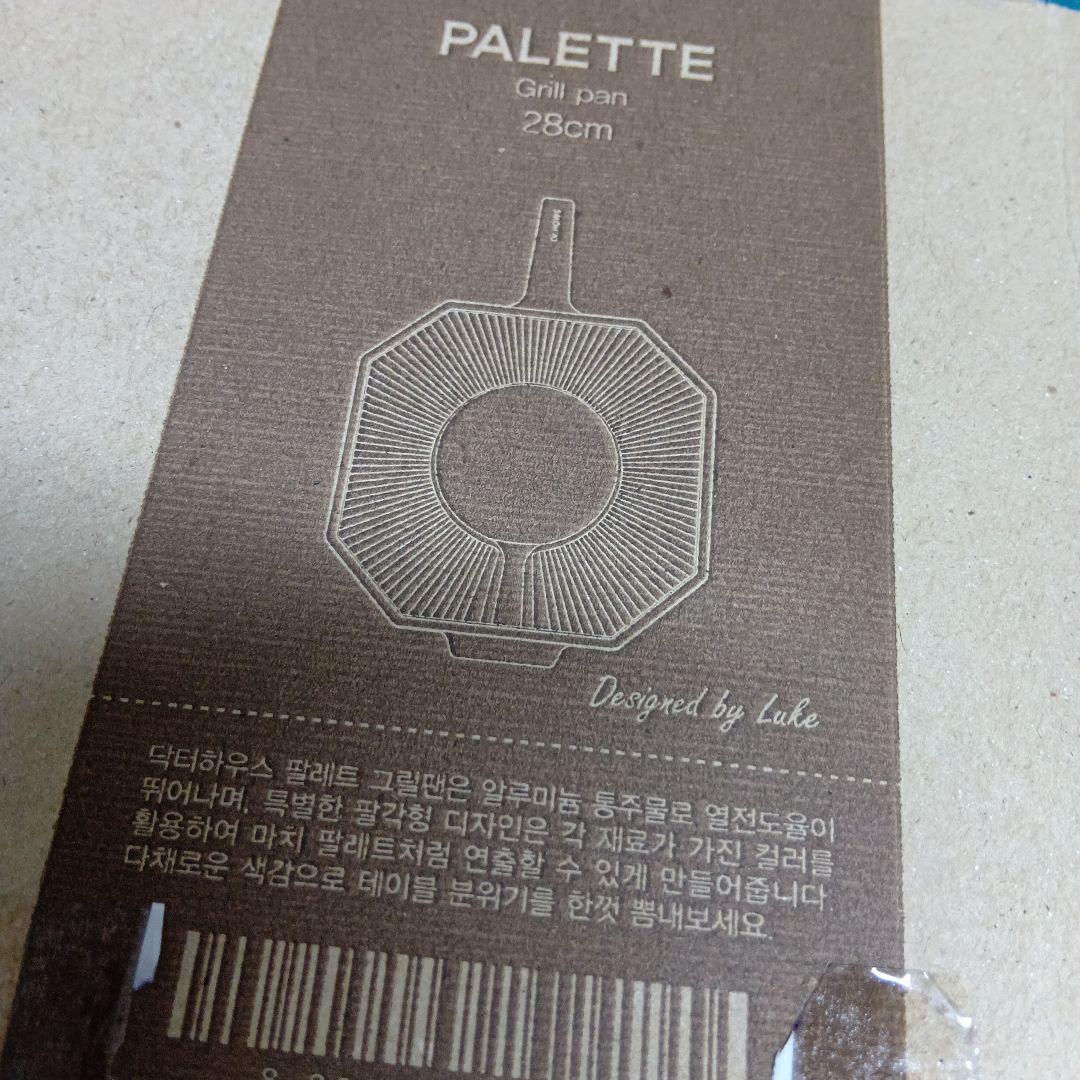 PALETTE
Grill pan
28cm
Designed by Luke
닥터하우스 팔레트 그릴팬은 알루미늄 통주물로 열전도율이
뛰어나며, 특별한 팔각형 디자인은 각 재료가 가진 컬러를
활용하여 마치 팔레트처럼 연출할 수 있게 만들어줍니다
다채로운 색감으로 테이블 분위기를 한껏 뽐내보세요.